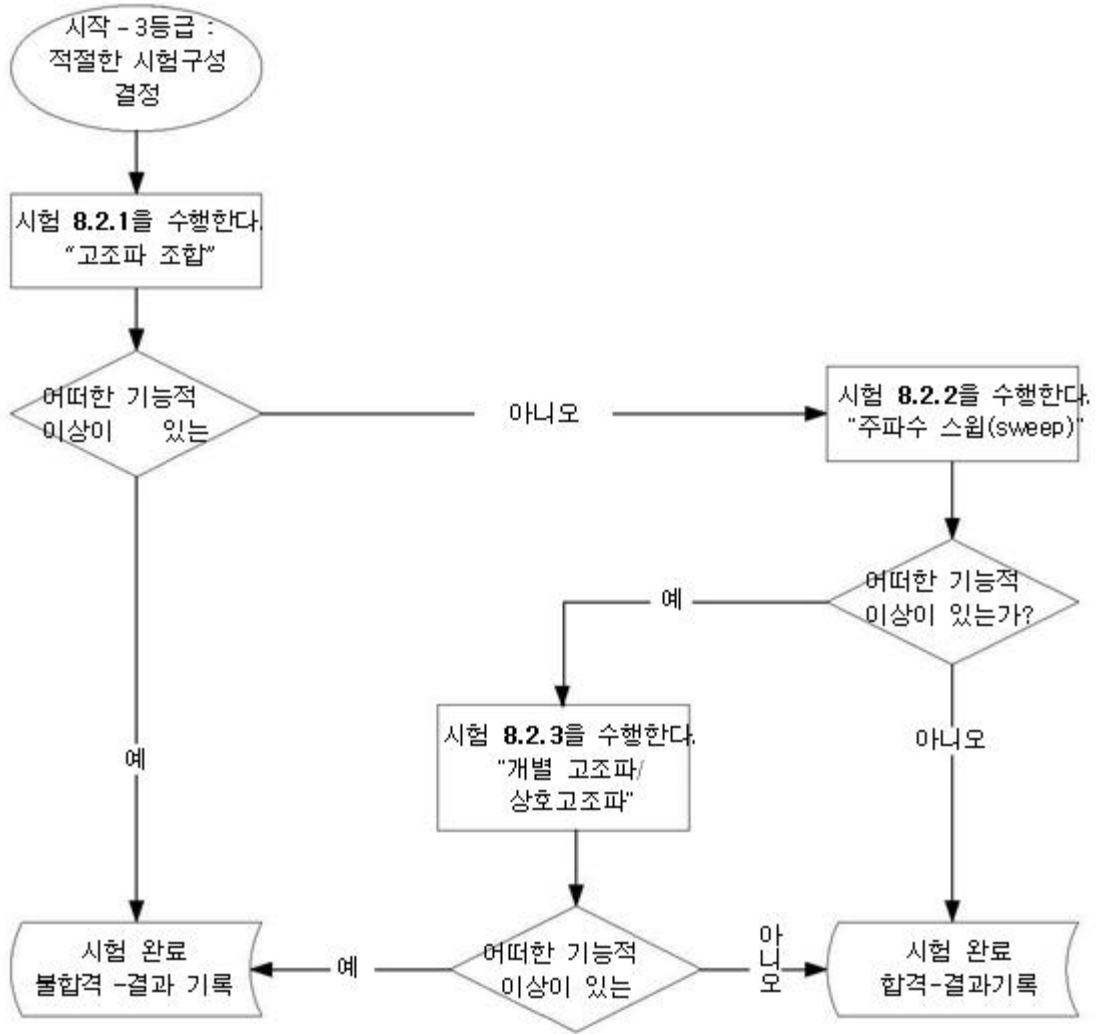 시작 - 3등급 :
적절한 시험구성
결정
시험 8.2.1을 수행한다.
"고조파 조합"
어떠한 기능적
이상이 있는
아니오
시험 8.2.2을 수행한다.
"주파수 스윕(sweep)"
어떠한 기능적
이상이 있는가?
예
시험 8.2.3을 수행한다.
"개별 고조파/
상호고조파"
아니오
예
어떠한 기능적
이상이 있는
예
아니오
시험 완료
불합격 -결과 기록
시험 완료
합격-결과기록